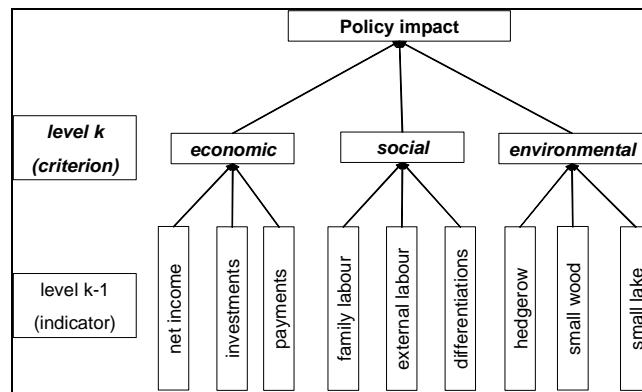 Policy impact
level k
(criterion)
economic
social
environmental
level k-1
(indicator)
net income
investments
payments
family labour
external labour
differentiations
hedgerow
small wood
small lake